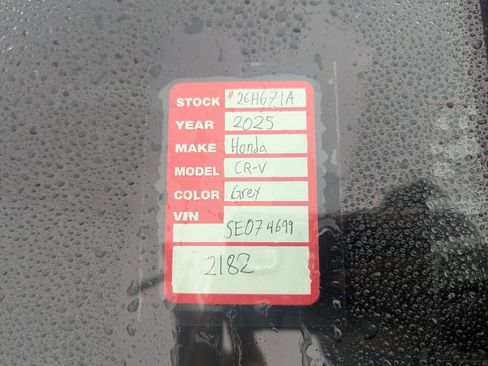 STOCK #26H671A
YEAR 2025
MAKE Honda
MODEL CR-V
COLOR Grey
VIN SE074699
2182